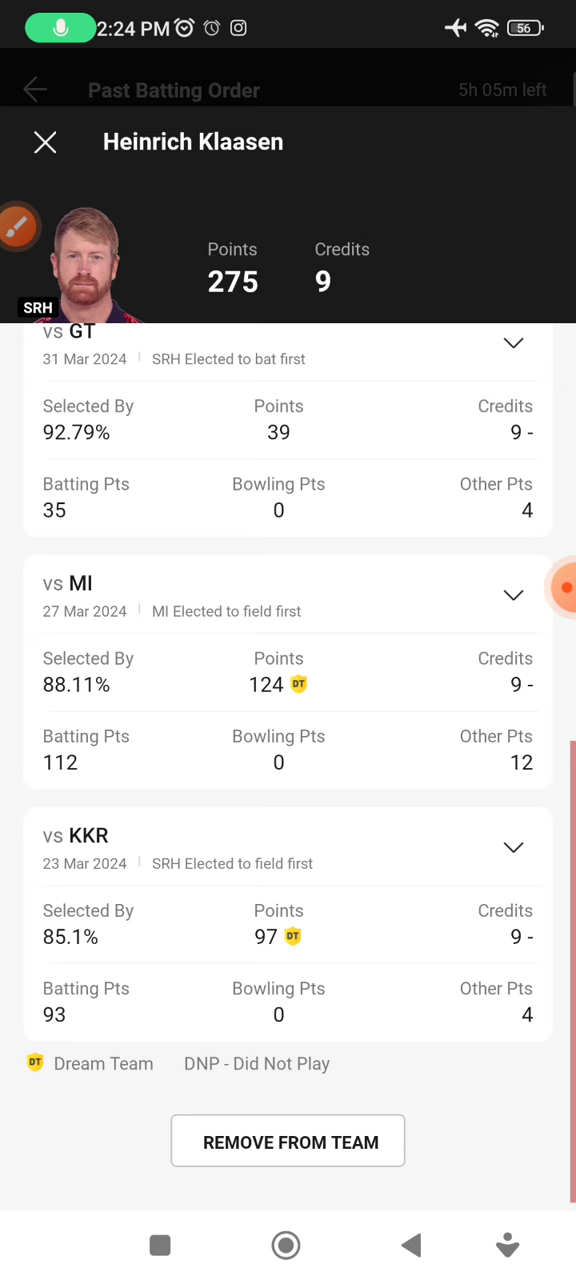 2:24 PM
56
Past Batting Order 5h 05m left
Heinrich Klaasen
Points Credits
275 9
SRH
vs GT
31 Mar 2024 SRH Elected to bat first
Selected By Points Credits
92.79% 39 9 -
Batting Pts Bowling Pts Other Pts
35 0 4
vs MI
27 Mar 2024 MI Elected to field first
Selected By Points Credits
88.11% 124 DT 9 -
Batting Pts Bowling Pts Other Pts
112 0 12
vs KKR
23 Mar 2024 SRH Elected to field first
Selected By Points Credits
85.1% 97 DT 9 -
Batting Pts Bowling Pts Other Pts
93 0 4
DT Dream Team DNP - Did Not Play
REMOVE FROM TEAM